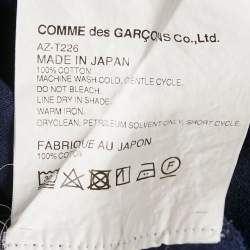 COMME des GARÇONS Co.,Ltd.
AZ-T226
MADE IN JAPAN
100% COTTON
MACHINE WASH COLD, GENTLE CYCLE.
DO NOT BLEACH.
LINE DRY IN SHADE.
WARM IRON.
DRYCLEAN, PETROLEUM SOLVENT ONLY, SHORT CYCLE.
FABRIQUÉ AU JAPON
100% COTON